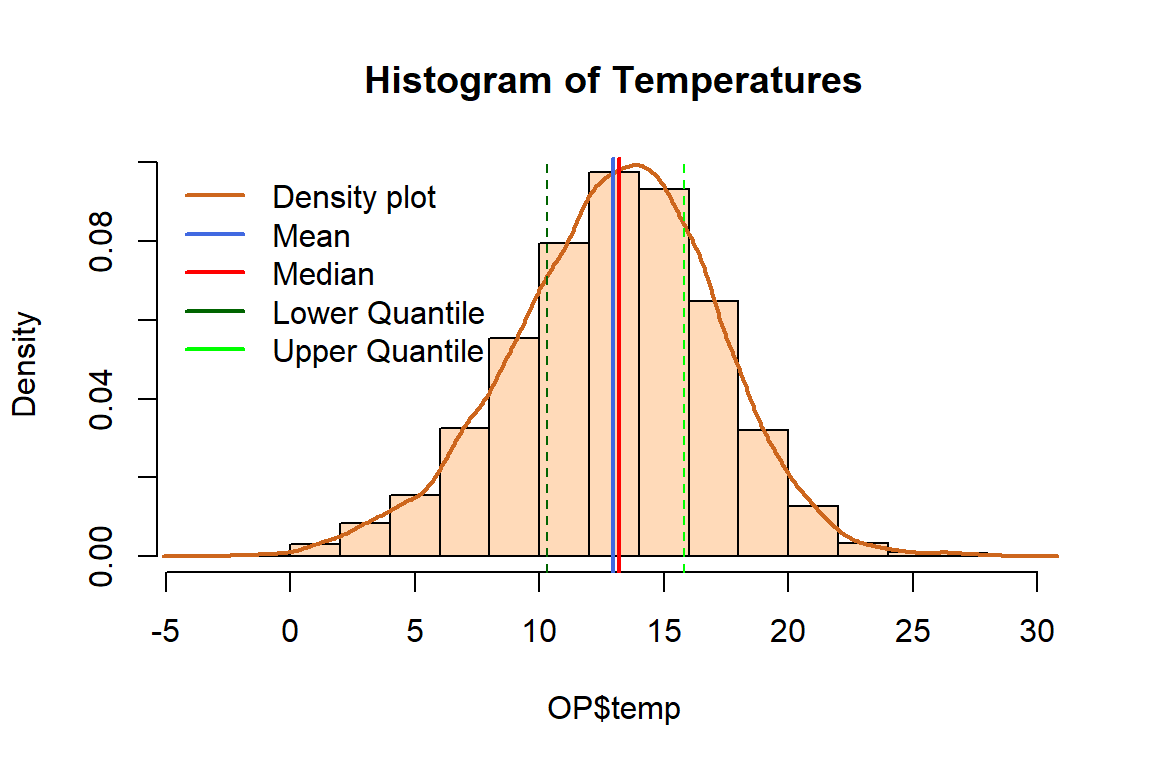 Histogram of Temperatures
Density plot
Mean
Median
Lower Quantile
Upper Quantile
Density
0.08
0.04
0.00
-5 0 5 10 15 20 25 30
OP$temp